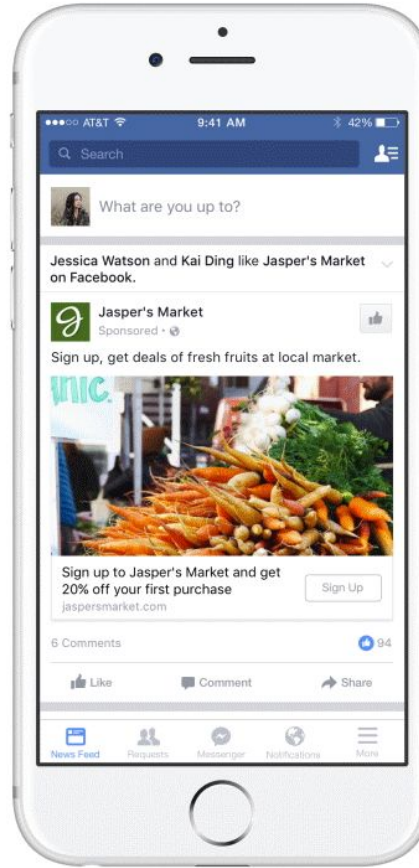 ●●●○○ AT&T 9:41 AM 42%
Search
What are you up to?
Jessica Watson and Kai Ding like Jasper's Market
on Facebook.
Jasper's Market
Sponsored ·
Sign up, get deals of fresh fruits at local market.
ANIC.
Sign up to Jasper's Market and get
20% off your first purchase
jaspersmarket.com
Sign Up
6 Comments 94
Like Comment Share
News Feed Requests Messenger Notifications More